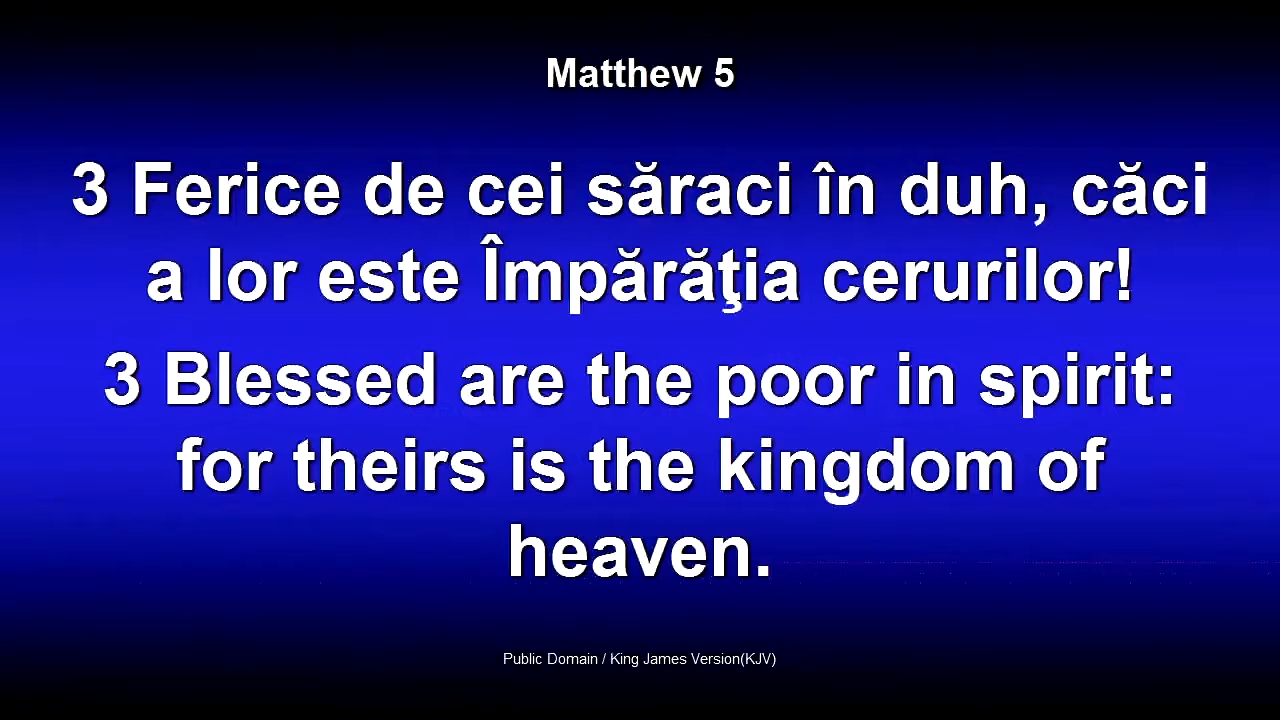 Matthew 5
3 Ferice de cei săraci în duh, căci
a lor este Împărăţia cerurilor!
3 Blessed are the poor in spirit:
for theirs is the kingdom of
heaven.
Public Domain / King James Version(KJV)